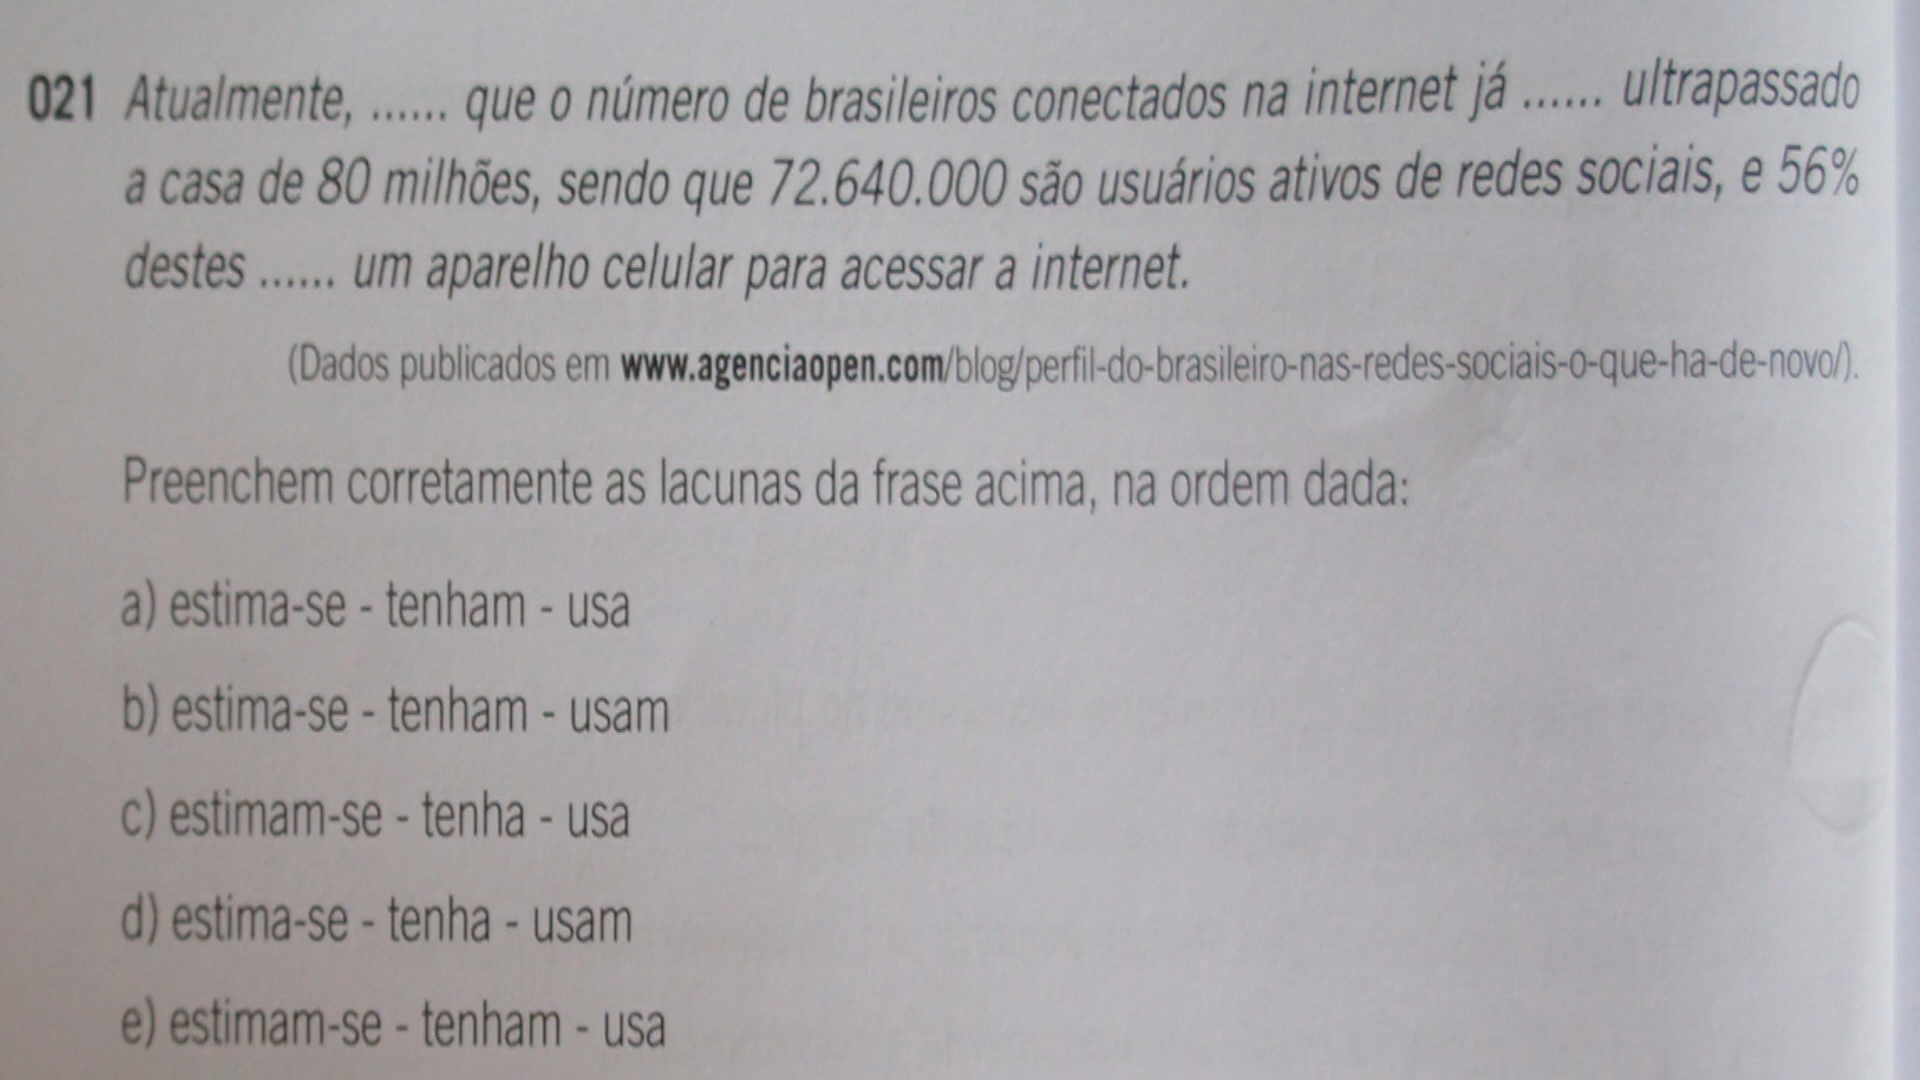 021 Atualmente, ...... que o número de brasileiros conectados na internet já ...... ultrapassado
a casa de 80 milhões, sendo que 72.640.000 são usuários ativos de redes sociais, e 56%
destes ...... um aparelho celular para acessar a internet.
(Dados publicados em www.agenciaopen.com/blog/perfil-do-brasileiro-nas-redes-sociais-o-que-ha-de-novo/).
Preenchem corretamente as lacunas da frase acima, na ordem dada:
a) estima-se - tenham - usa
b) estima-se - tenham - usam
c) estimam-se - tenha - usa
d) estima-se - tenha - usam
e) estimam-se - tenham - usa